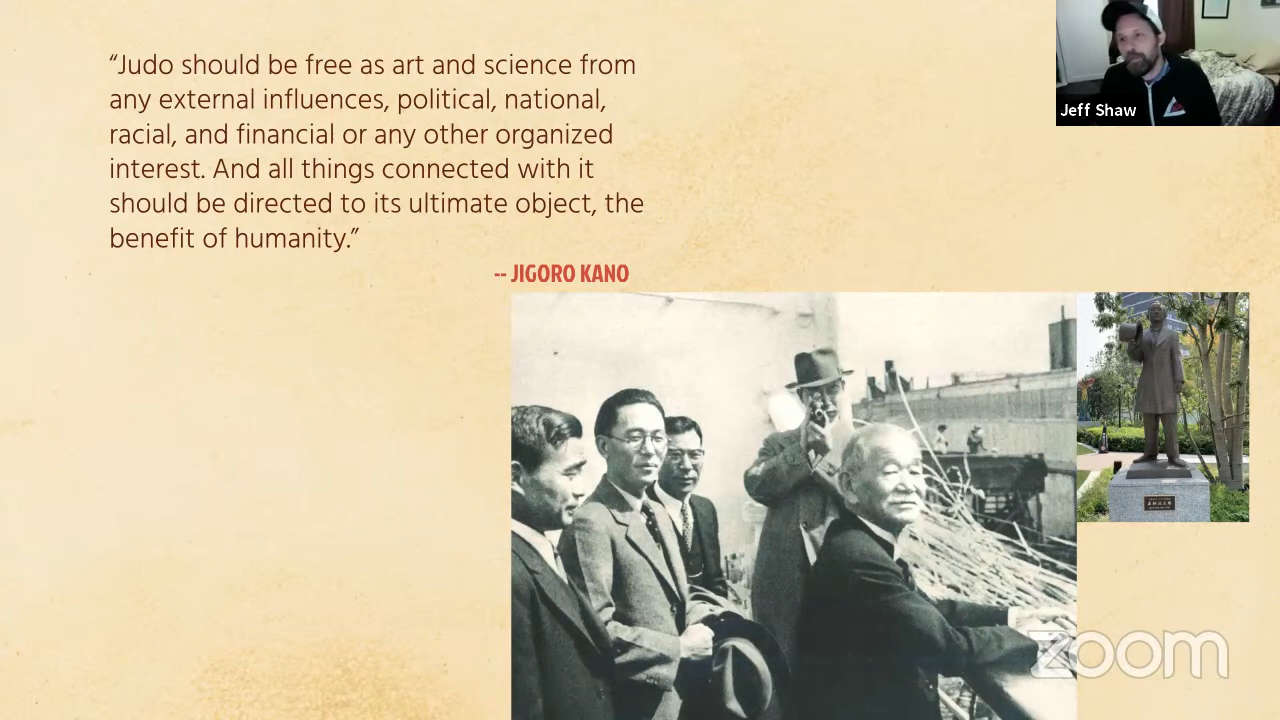 “Judo should be free as art and science from
any external influences, political, national,
racial, and financial or any other organized
interest. And all things connected with it
should be directed to its ultimate object, the
benefit of humanity.”
-- JIGORO KANO
Jeff Shaw
zoom